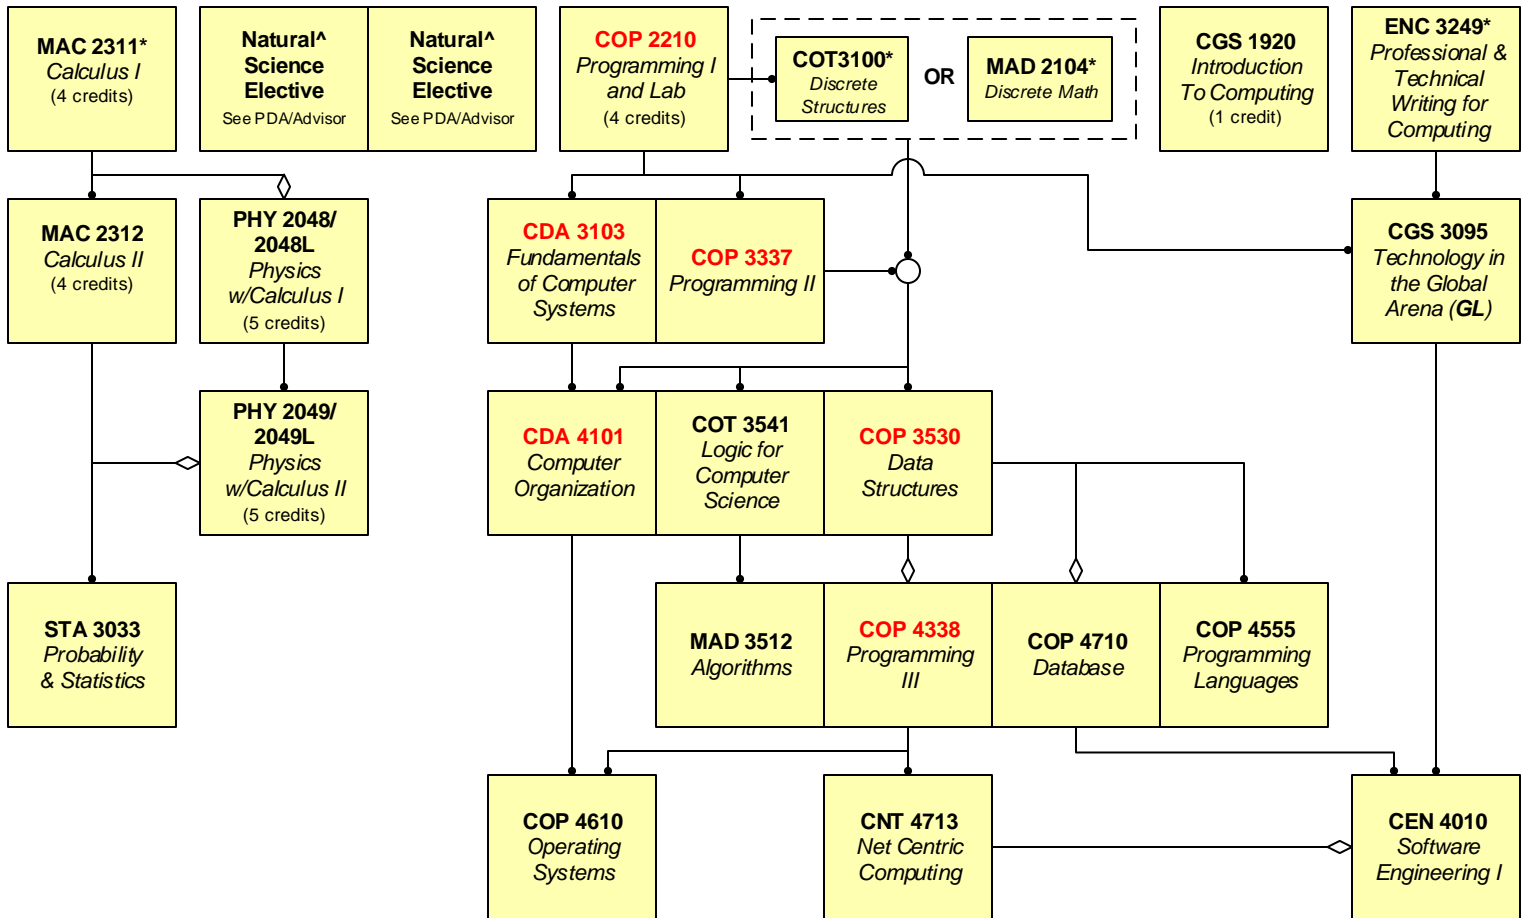 MAC 2311*
Calculus I
(4 credits)
Natural^
Science
Elective
See PDA/Advisor
Natural^
Science
Elective
See PDA/Advisor
COP 2210
Programming I
and Lab
(4 credits)
COT3100*
Discrete
Structures
OR
MAD 2104*
Discrete Math
CGS 1920
Introduction
To Computing
(1 credit)
ENC 3249*
Professional &
Technical
Writing for
Computing
MAC 2312
Calculus II
(4 credits)
PHY 2048/
2048L
Physics
w/Calculus I
(5 credits)
CDA 3103
Fundamentals
of Computer
Systems
COP 3337
Programming II
CGS 3095
Technology in
the Global
Arena (GL)
PHY 2049/
2049L
Physics
w/Calculus II
(5 credits)
CDA 4101
Computer
Organization
COT 3541
Logic for
Computer
Science
COP 3530
Data
Structures
STA 3033
Probability
& Statistics
MAD 3512
Algorithms
COP 4338
Programming
III
COP 4710
Database
COP 4555
Programming
Languages
COP 4610
Operating
Systems
CNT 4713
Net Centric
Computing
CEN 4010
Software
Engineering I